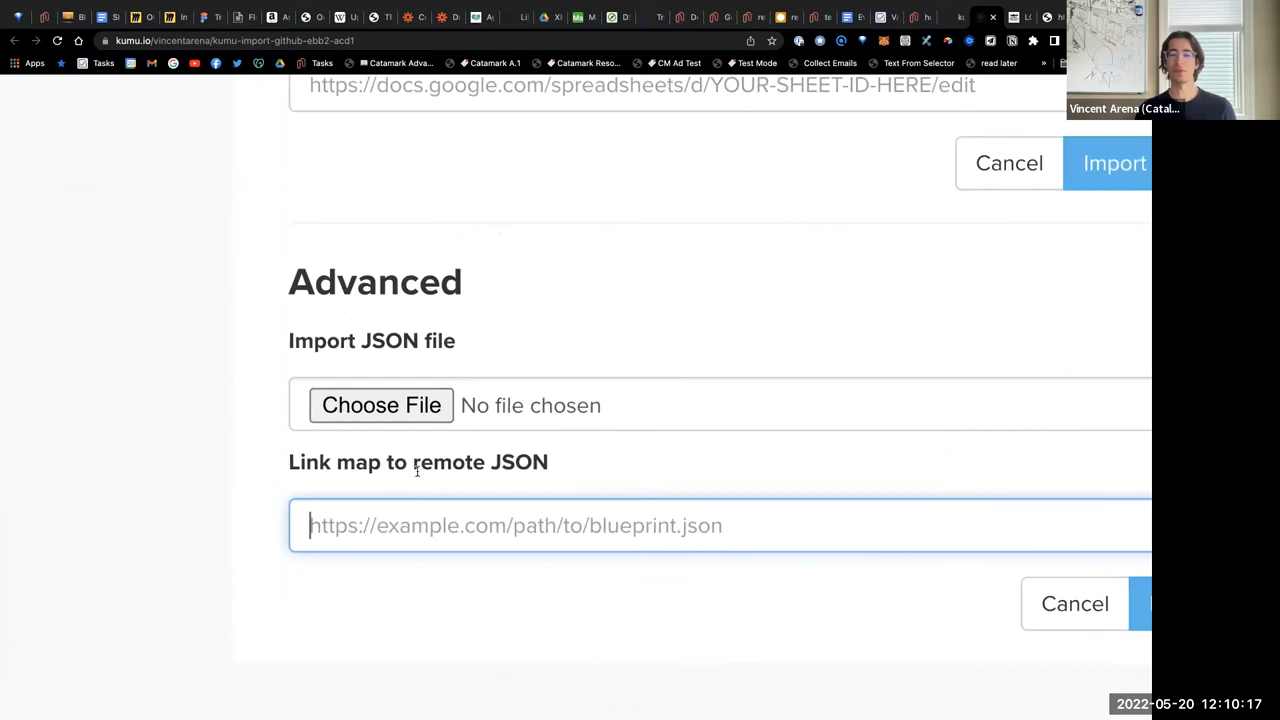 kumu.io/vincentarena/kumu-import-github-ebb2-acd1
Apps
Tasks
Catamark Adva...
Catamark Reso...
CM Ad Test
Test Mode
Collect Emails
Text From Selector
read later
»
Vincent Arena (Catal...
https://docs.google.com/spreadsheets/d/YOUR-SHEET-ID-HERE/edit
Cancel
Import
Advanced
Import JSON file
Choose File No file chosen
Link map to remote JSON
https://example.com/path/to/blueprint.json
Cancel
2022-05-20 12:10:17